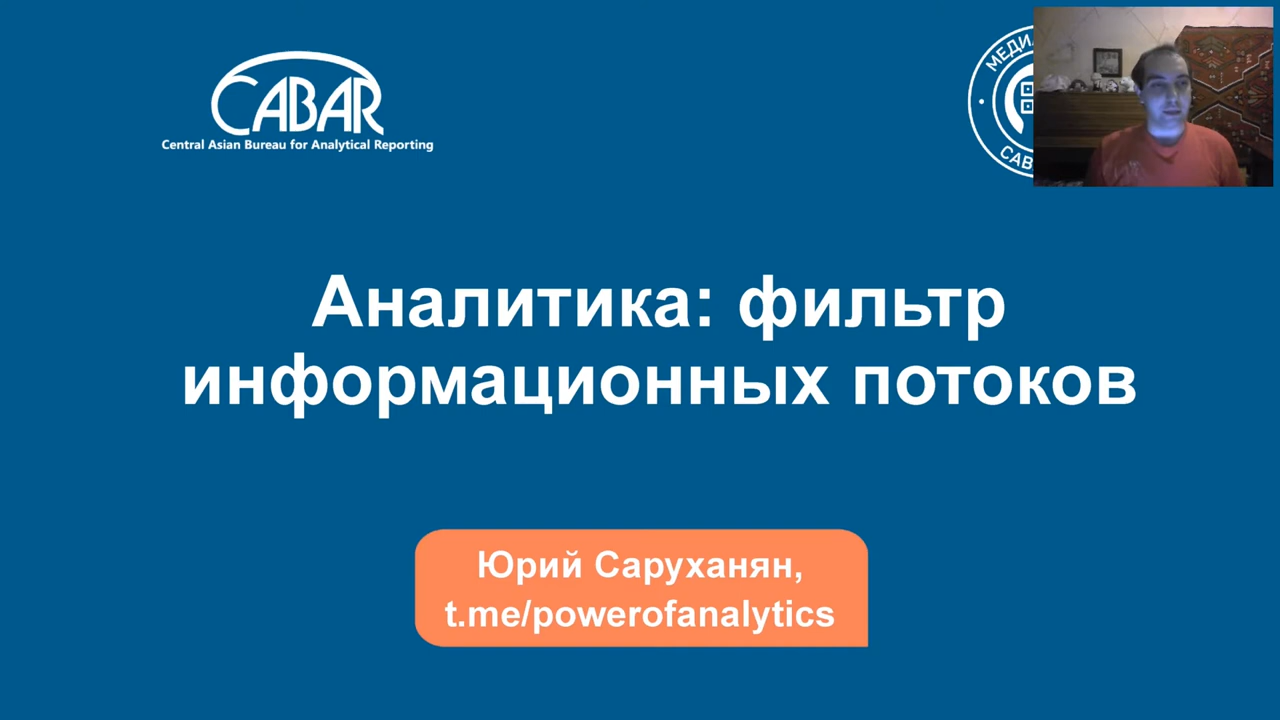 CABAR
Central Asian Bureau for Analytical Reporting
Аналитика: фильтр
информационных потоков
Юрий Саруханян,
t.me/powerofanalytics